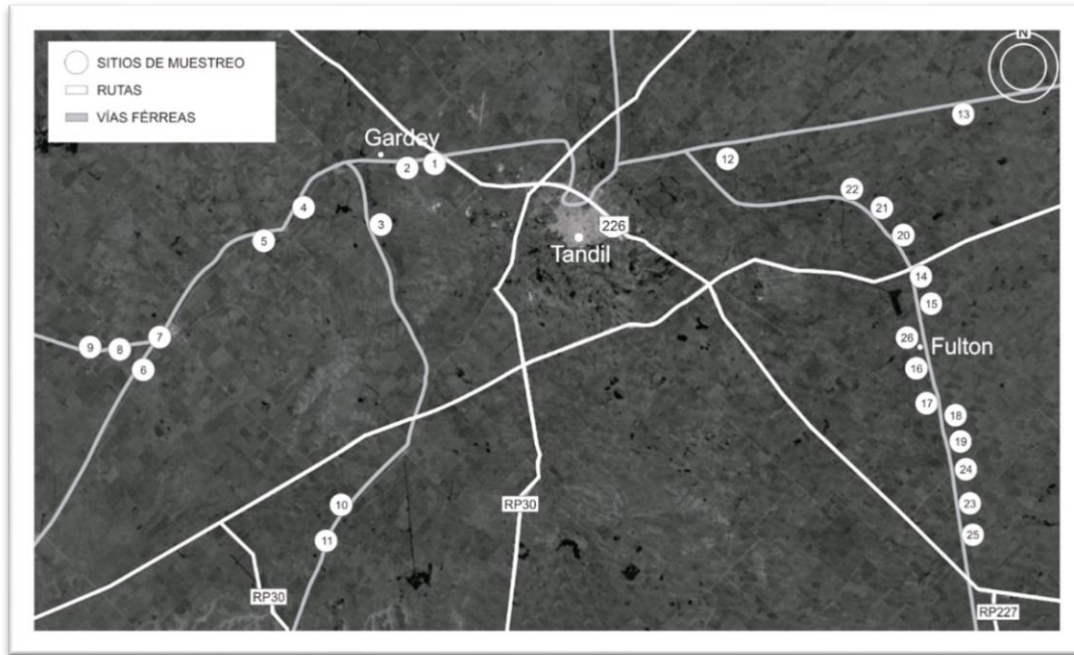 N
SITIOS DE MUESTREO
RUTAS
VÍAS FÉRREAS
Gardey
13
12
1
2
22
21
3
4
5
226
20
Tandil
14
15
9
8
7
26
Fulton
6
16
17
18
19
24
10
RP30
23
11
25
RP30
RP227